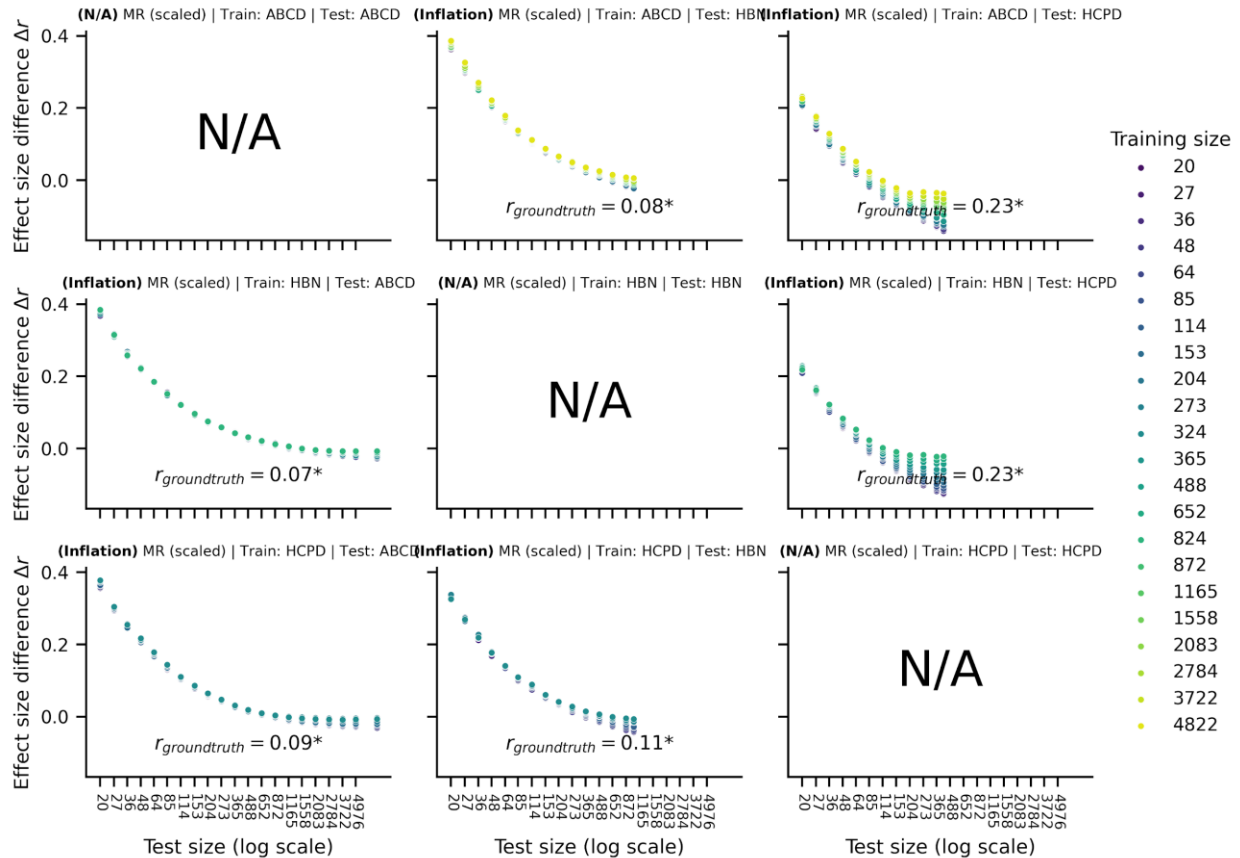 (N/A) MR (scaled) | Train: ABCD | Test: ABCD
(Inflation) MR (scaled) | Train: ABCD | Test: HBN
(Inflation) MR (scaled) | Train: ABCD | Test: HCPD
Effect size difference Δr
0.4
0.2
0.0
N/A
r_groundtruth = 0.08*
r_groundtruth = 0.23*
(Inflation) MR (scaled) | Train: HBN | Test: ABCD
(N/A) MR (scaled) | Train: HBN | Test: HBN
(Inflation) MR (scaled) | Train: HBN | Test: HCPD
Effect size difference Δr
0.4
0.2
0.0
r_groundtruth = 0.07*
N/A
r_groundtruth = 0.23*
(Inflation) MR (scaled) | Train: HCPD | Test: ABCD
(Inflation) MR (scaled) | Train: HCPD | Test: HBN
(N/A) MR (scaled) | Train: HCPD | Test: HCPD
Effect size difference Δr
0.4
0.2
0.0
r_groundtruth = 0.09*
r_groundtruth = 0.11*
N/A
20 27 36 48 64 85 114 153 204 273 365 488 652 872 1165 1558 2083 2784 3722 4976
20 27 36 48 64 85 114 153 204 273 365 488 652 872 1165 1558 2083 2784 3722 4976
20 27 36 48 64 85 114 153 204 273 365 488 652 872 1165 1558 2083 2784 3722 4976
Test size (log scale)
Test size (log scale)
Test size (log scale)
Training size
20
27
36
48
64
85
114
153
204
273
324
365
488
652
824
872
1165
1558
2083
2784
3722
4822